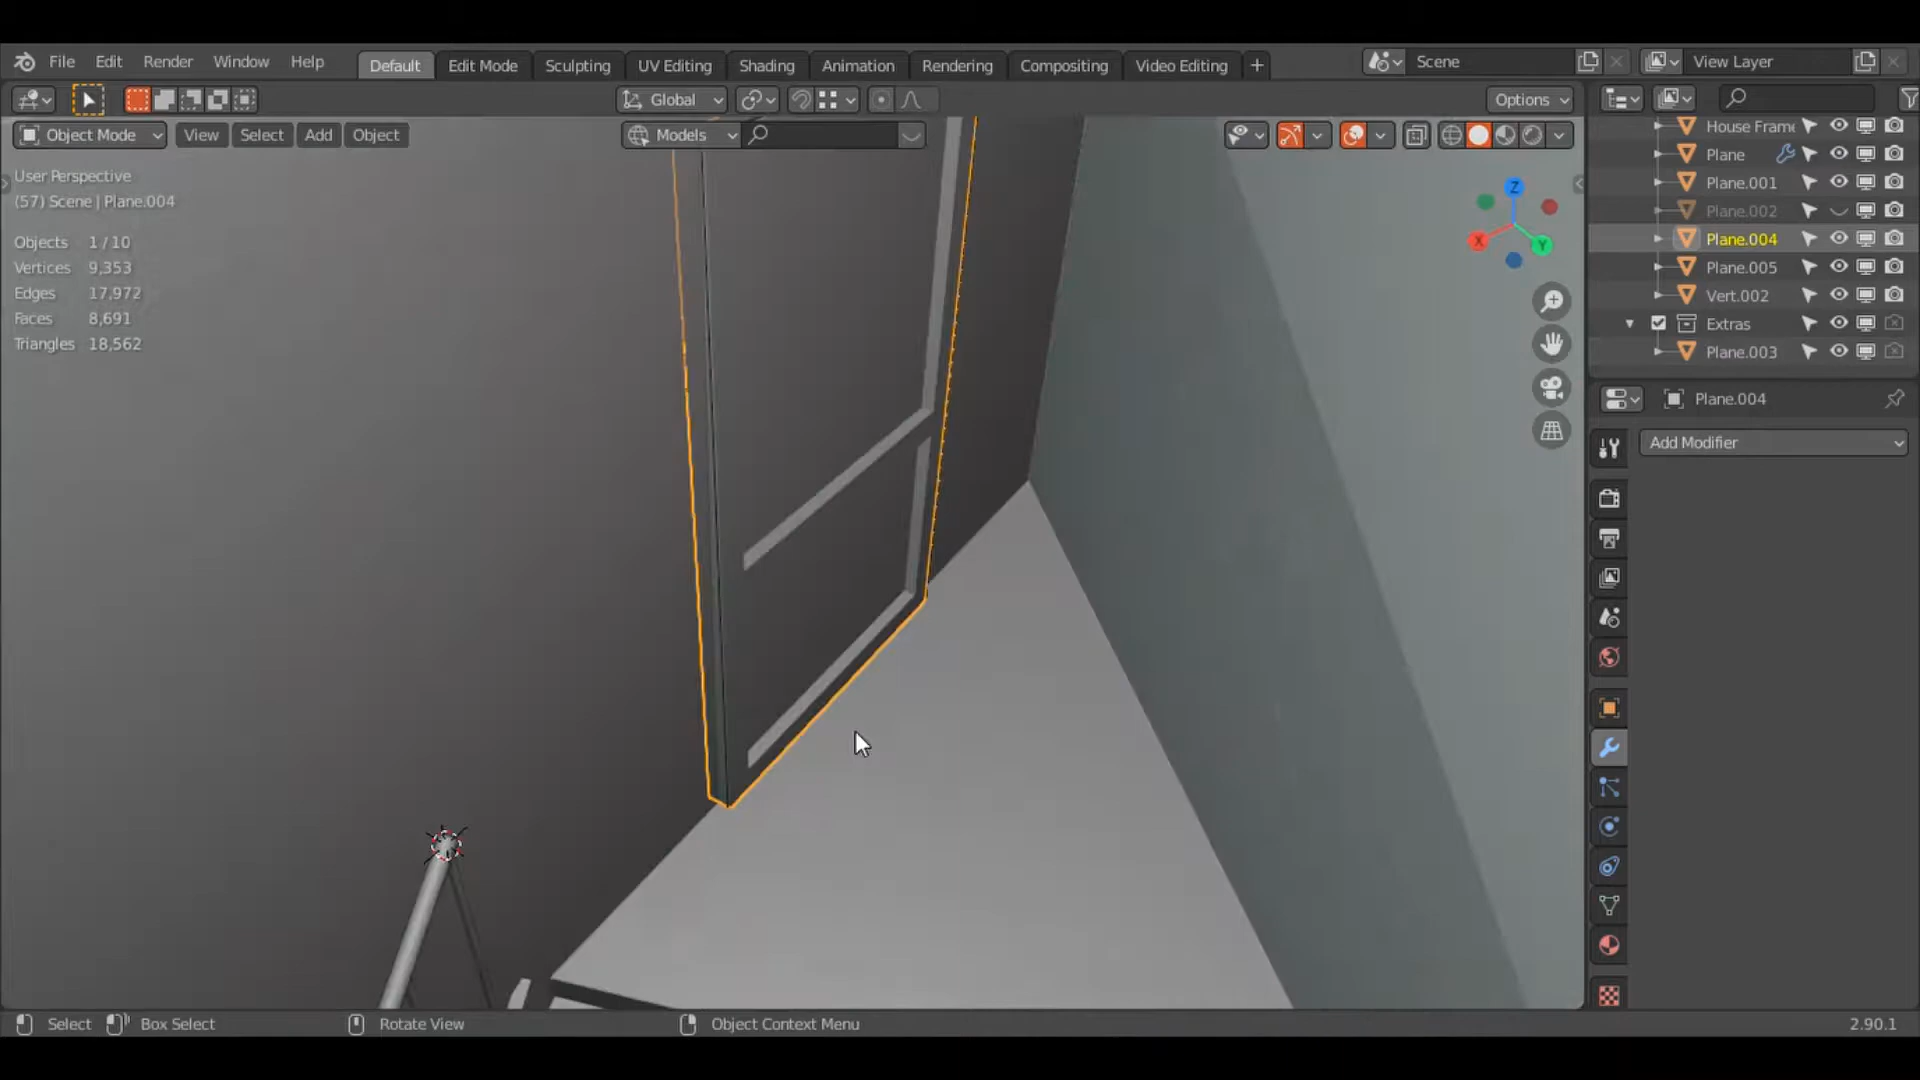 File Edit Render Window Help Default Edit Mode Sculpting UV Editing Shading Animation Rendering Compositing Video Editing + Scene View Layer
Global Options
Object Mode View Select Add Object Models
User Perspective
(57) Scene | Plane.004
Objects 1 / 10
Vertices 9,353
Edges 17,972
Faces 8,691
Triangles 18,562
Z
X
Y
House Frame
Plane
Plane.001
Plane.002
Plane.004
Plane.005
Vert.002
Extras
Plane.003
Plane.004
Add Modifier
Select Box Select Rotate View Object Context Menu 2.90.1